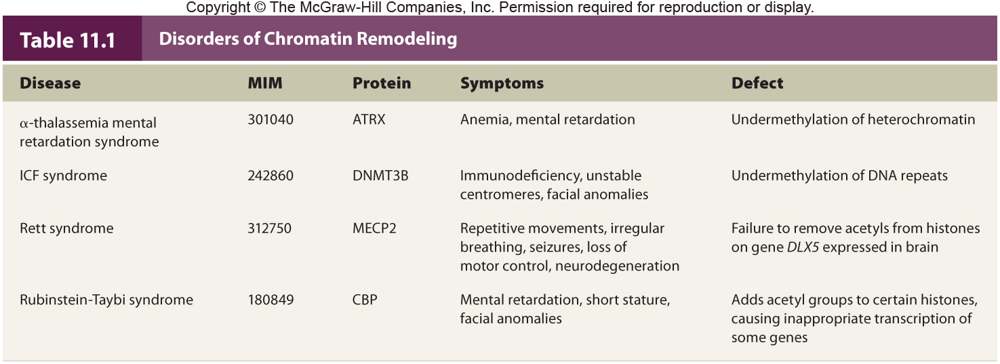 Copyright © The McGraw-Hill Companies, Inc. Permission required for reproduction or display.
Table 11.1 Disorders of Chromatin Remodeling
Disease MIM Protein Symptoms Defect
α-thalassemia mental retardation syndrome 301040 ATRX Anemia, mental retardation Undermethylation of heterochromatin
ICF syndrome 242860 DNMT3B Immunodeficiency, unstable centromeres, facial anomalies Undermethylation of DNA repeats
Rett syndrome 312750 MECP2 Repetitive movements, irregular breathing, seizures, loss of motor control, neurodegeneration Failure to remove acetyls from histones on gene DLX5 expressed in brain
Rubinstein-Taybi syndrome 180849 CBP Mental retardation, short stature, facial anomalies Adds acetyl groups to certain histones, causing inappropriate transcription of some genes